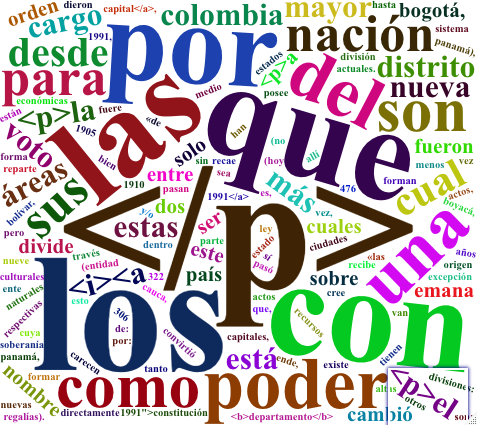 orden
dieron
capital</a>,
cargo
colombia
mayor
hasta
bogotá,
desde
1991,
por
nación
sistema
panamá),
para
económicas
están
<p>la
fuere
medio
estados
<p>a
posee
del
división
actuales.
distrito
nueva
son
voto
1905
«de
las
que
han
(no
(hoy
allí
fueron
menos
vez
forma
reparte
bien
solo
sin
recae
áreas
1910
entre
pasan
sea
1991</a>
es,
más
476
forman
cual
actos,
boyacá,
bolívar.
sus
y/o
dos
</p>
pero
estas
ser
vez,
cuales
una
divide
dentro
parte
este
ley
estado
sí
pasó
ciudades
«las
años
nueve
través
(entidad
país
recibe
origen
culturales
<i><a
322
sobre
excepción
ente
esto
cauca,
cree
emana
naturales
los
actos
que,
con
van
respectivas
306
recursos
cuya
de:
convirtió
capitales,
soberanía
por:
panamá,
carecen
tanto
está
ende,
existe
tienen
nombre
formar
como
poder
<p>el
divisiones:
altas
otros
nuevas
regalías).
directamente
1991">constitución
<b>departamento</b>
cambió
son